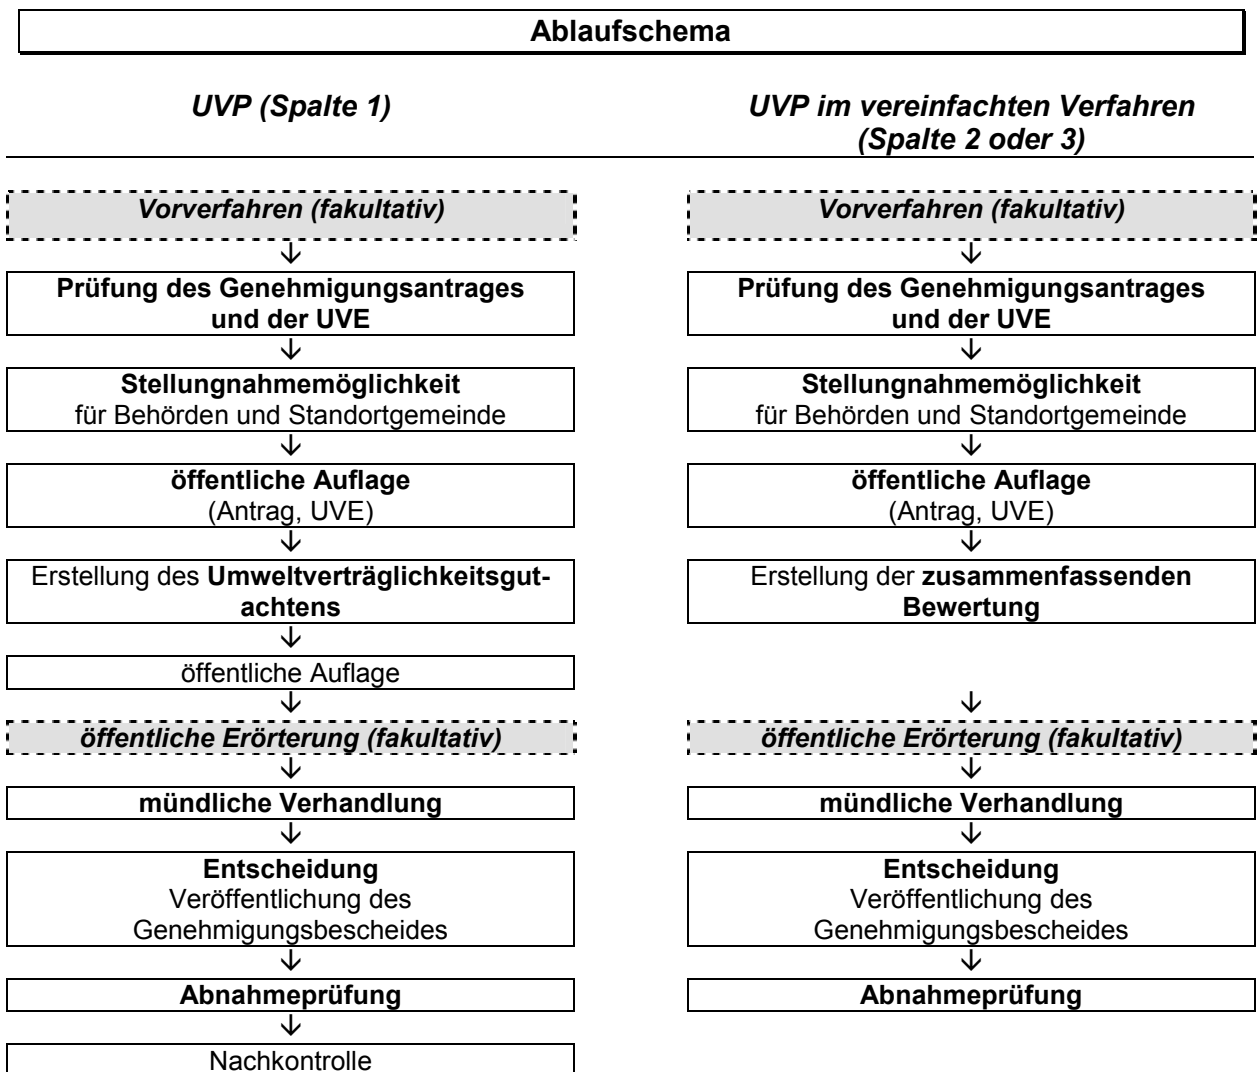 Ablaufschema
UVP (Spalte 1)
Vorverfahren (fakultativ)
Prüfung des Genehmigungsantrages
und der UVE
Stellungnahmemöglichkeit
für Behörden und Standortgemeinde
öffentliche Auflage
(Antrag, UVE)
Erstellung des Umweltverträglichkeitsgut-
achtens
öffentliche Auflage
öffentliche Erörterung (fakultativ)
mündliche Verhandlung
Entscheidung
Veröffentlichung des
Genehmigungsbescheides
Abnahmeprüfung
Nachkontrolle
UVP im vereinfachten Verfahren
(Spalte 2 oder 3)
Vorverfahren (fakultativ)
Prüfung des Genehmigungsantrages
und der UVE
Stellungnahmemöglichkeit
für Behörden und Standortgemeinde
öffentliche Auflage
(Antrag, UVE)
Erstellung der zusammenfassenden
Bewertung
öffentliche Erörterung (fakultativ)
mündliche Verhandlung
Entscheidung
Veröffentlichung des
Genehmigungsbescheides
Abnahmeprüfung